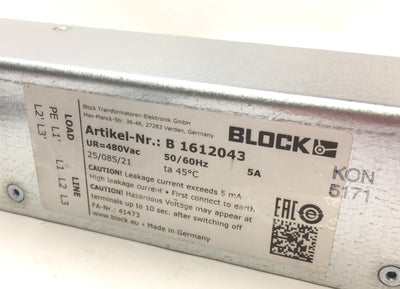 Block Transformatoren-Elektronik GmbH
Max-Planck-Str. 36-46, 27283 Verden, Germany
BLOCK
Artikel-Nr.: B 1612043
UR=480Vac 50/60Hz 5A
25/085/21 ta 45°C
CAUTION! Leakage current exceeds 5 mA
High leakage current • First connect to earth
CAUTION! Hazardous Voltage may appear at
terminals up to 10 sec. after switching off
FA-Nr.: 41473
www.block.eu • Made in Germany
LOAD LINE
PE L1' L1 L2 L3
L2' L3'
EAC
KON
5171